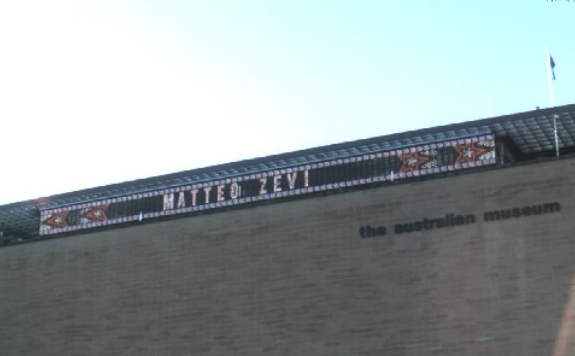 MATTEO ZEVI
the australian museum